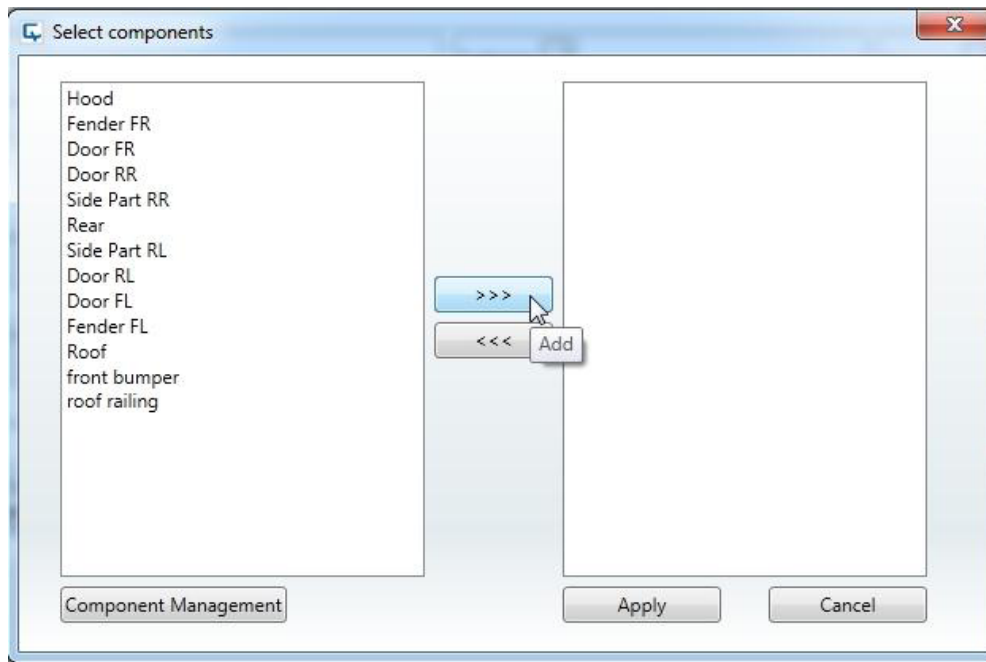 Select components
Hood
Fender FR
Door FR
Door RR
Side Part RR
Rear
Side Part RL
Door RL
Door FL
Fender FL
Roof
front bumper
roof railing
>>>
<<<
Add
Component Management
Apply
Cancel